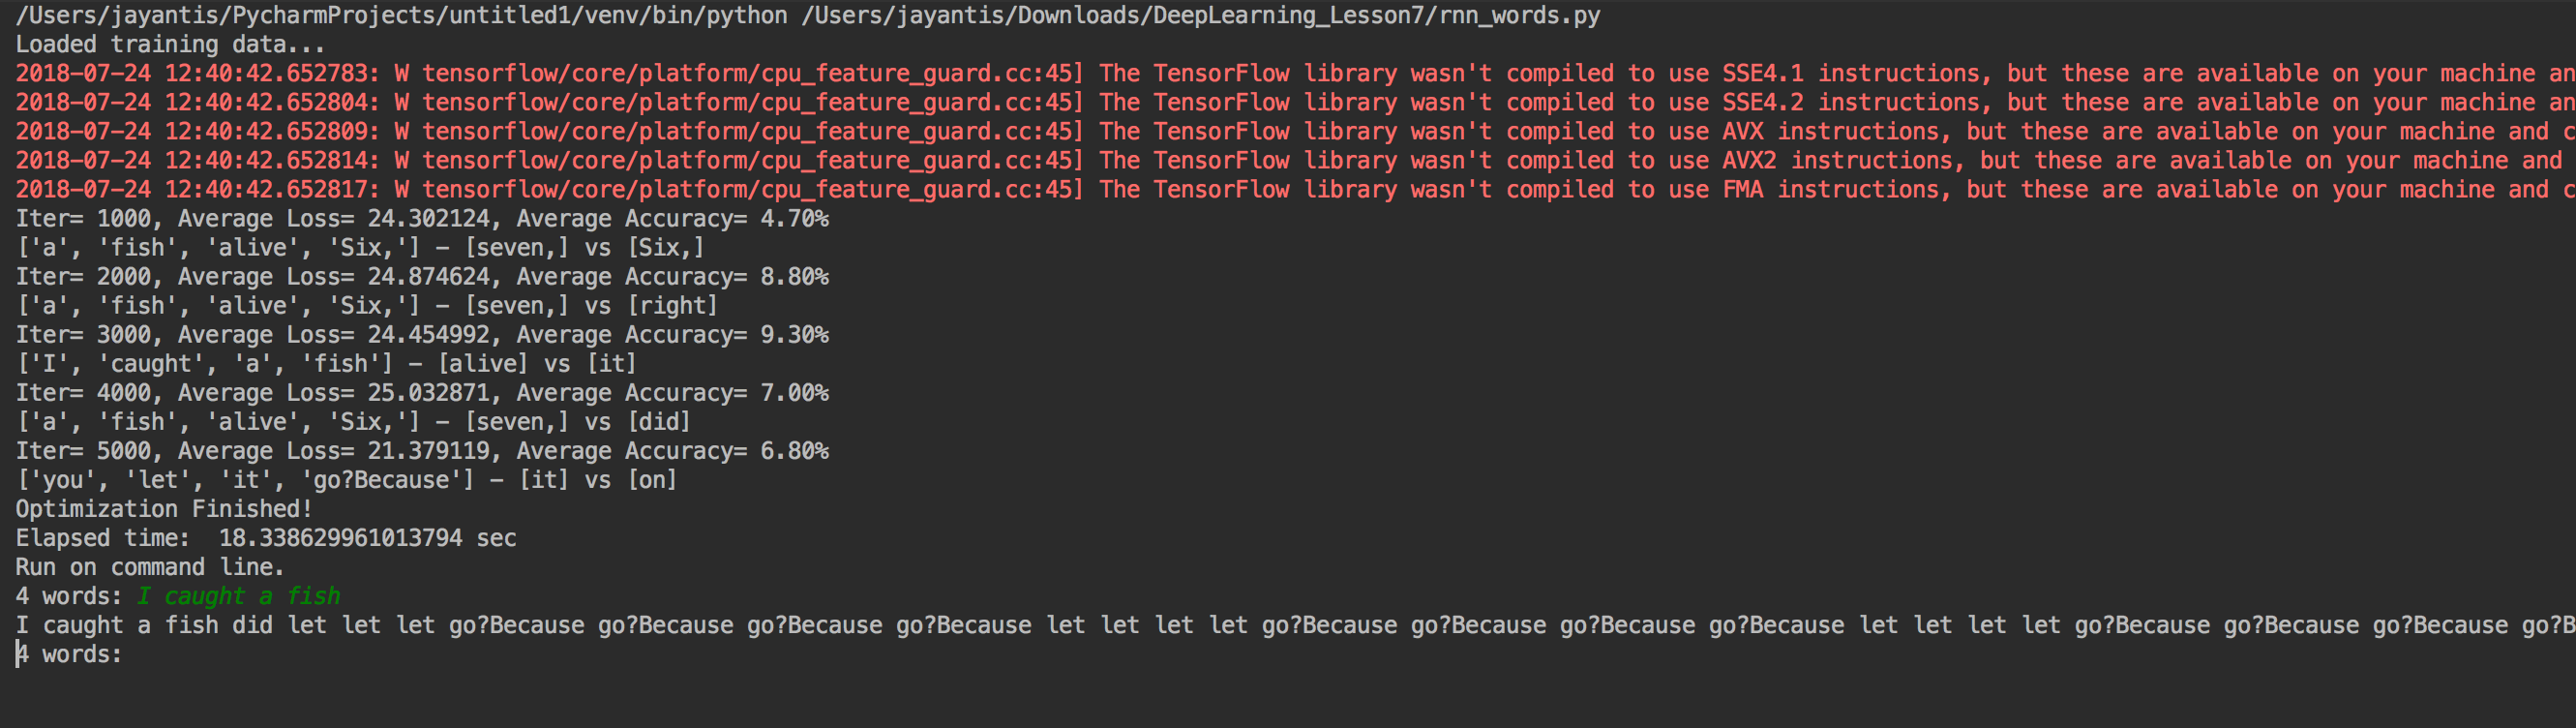 /Users/jayantis/PycharmProjects/untitled1/venv/bin/python /Users/jayantis/Downloads/DeepLearning_Lesson7/rnn_words.py
Loaded training data...
2018-07-24 12:40:42.652783: W tensorflow/core/platform/cpu_feature_guard.cc:45] The TensorFlow library wasn't compiled to use SSE4.1 instructions, but these are available on your machine an
2018-07-24 12:40:42.652804: W tensorflow/core/platform/cpu_feature_guard.cc:45] The TensorFlow library wasn't compiled to use SSE4.2 instructions, but these are available on your machine an
2018-07-24 12:40:42.652809: W tensorflow/core/platform/cpu_feature_guard.cc:45] The TensorFlow library wasn't compiled to use AVX instructions, but these are available on your machine and c
2018-07-24 12:40:42.652814: W tensorflow/core/platform/cpu_feature_guard.cc:45] The TensorFlow library wasn't compiled to use AVX2 instructions, but these are available on your machine and
2018-07-24 12:40:42.652817: W tensorflow/core/platform/cpu_feature_guard.cc:45] The TensorFlow library wasn't compiled to use FMA instructions, but these are available on your machine and c
Iter= 1000, Average Loss= 24.302124, Average Accuracy= 4.70%
['a', 'fish', 'alive', 'Six,'] - [seven,] vs [Six,]
Iter= 2000, Average Loss= 24.874624, Average Accuracy= 8.80%
['a', 'fish', 'alive', 'Six,'] - [seven,] vs [right]
Iter= 3000, Average Loss= 24.454992, Average Accuracy= 9.30%
['I', 'caught', 'a', 'fish'] - [alive] vs [it]
Iter= 4000, Average Loss= 25.032871, Average Accuracy= 7.00%
['a', 'fish', 'alive', 'Six,'] - [seven,] vs [did]
Iter= 5000, Average Loss= 21.379119, Average Accuracy= 6.80%
['you', 'let', 'it', 'go?Because'] - [it] vs [on]
Optimization Finished!
Elapsed time:  18.338629961013794 sec
Run on command line.
4 words: I caught a fish
I caught a fish did let let let go?Because go?Because go?Because go?Because let let let let go?Because go?Because go?Because go?Because let let let let go?Because go?Because go?Because go?B
4 words: